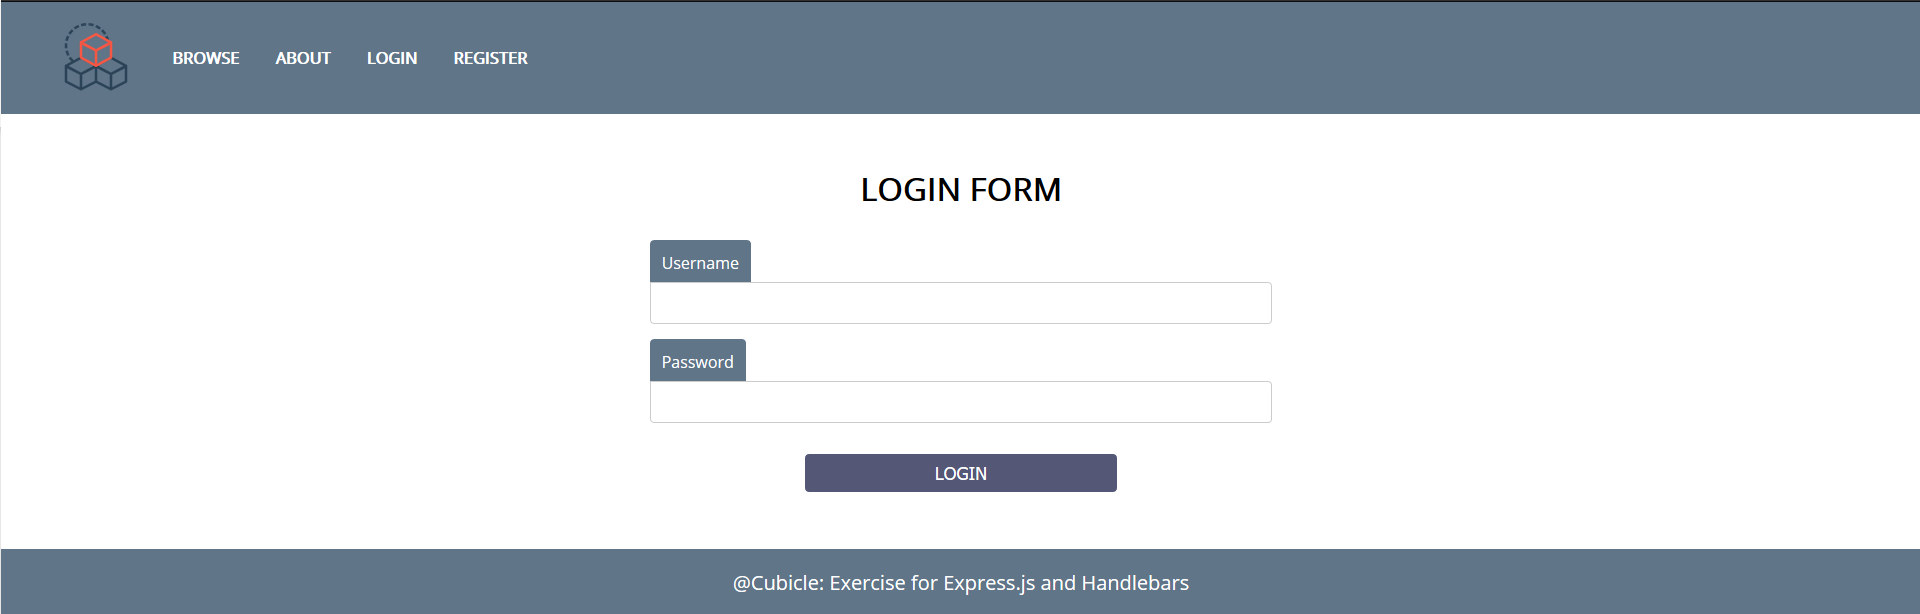 BROWSE ABOUT LOGIN REGISTER
LOGIN FORM
Username
Password
LOGIN
@Cubicle: Exercise for Express.js and Handlebars